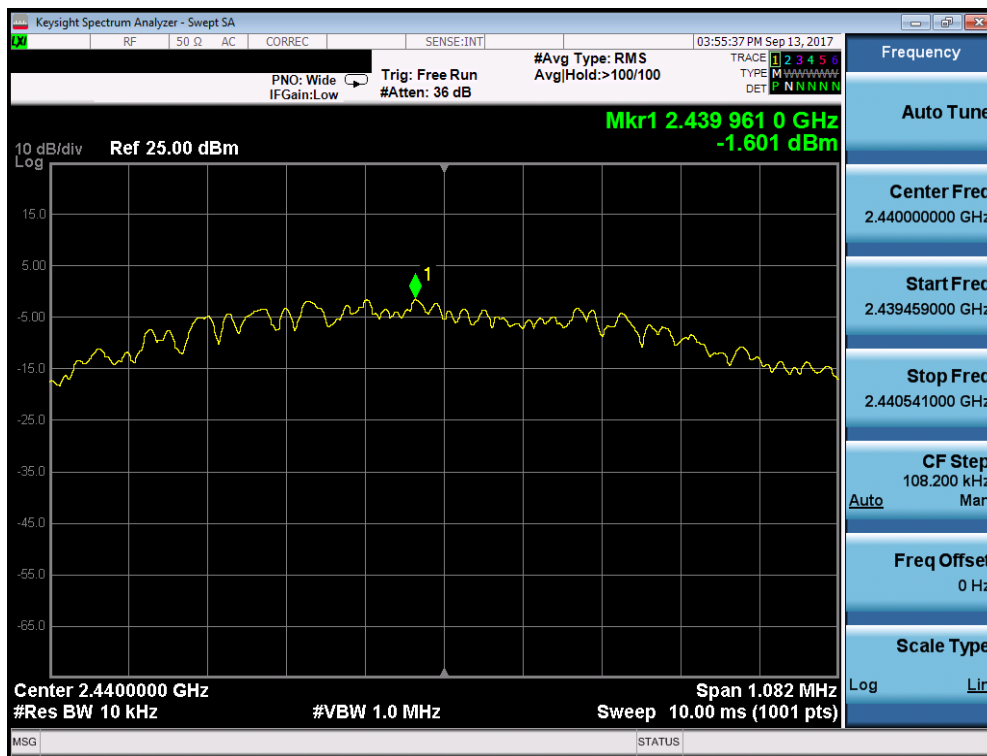 Keysight Spectrum Analyzer - Swept SA
LXI RF 50 Ω AC CORREC SENSE:INT 03:55:37 PM Sep 13, 2017
PNO: Wide
IFGain:Low
Trig: Free Run
#Atten: 36 dB
#Avg Type: RMS
Avg|Hold:>100/100
TRACE 1 2 3 4 5 6
TYPE M WWWWW
DET P N N N N N
Mkr1 2.439 961 0 GHz
-1.601 dBm
10 dB/div
Log
Ref 25.00 dBm
1
15.0
5.00
-5.00
-15.0
-25.0
-35.0
-45.0
-55.0
-65.0
Center 2.4400000 GHz
#Res BW 10 kHz
#VBW 1.0 MHz
Span 1.082 MHz
Sweep 10.00 ms (1001 pts)
MSG
STATUS
Frequency
Auto Tune
Center Freq
2.440000000 GHz
Start Freq
2.439459000 GHz
Stop Freq
2.440541000 GHz
CF Step
108.200 kHz
Auto Man
Freq Offset
0 Hz
Scale Type
Log Lin